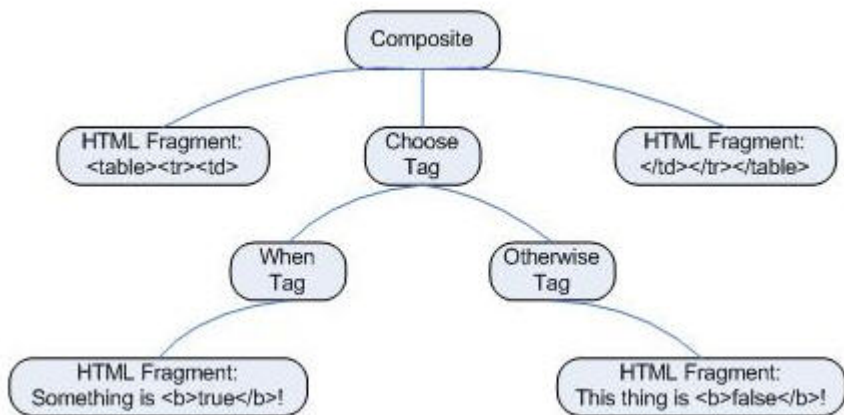 Composite
HTML Fragment:
<table><tr><td>
Choose
Tag
HTML Fragment:
</td></tr></table>
When
Tag
Otherwise
Tag
HTML Fragment:
Something is <b>true</b>!
HTML Fragment:
This thing is <b>false</b>!